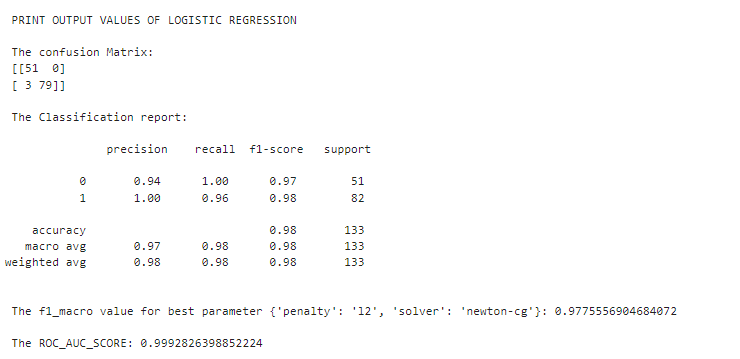 PRINT OUTPUT VALUES OF LOGISTIC REGRESSION
The confusion Matrix:
[[51  0]
[ 3 79]]
The Classification report:
precision    recall  f1-score   support
0       0.94      1.00      0.97        51
1       1.00      0.96      0.98        82
accuracy                           0.98       133
macro avg       0.97      0.98      0.98       133
weighted avg       0.98      0.98      0.98       133
The f1_macro value for best parameter {'penalty': 'l2', 'solver': 'newton-cg'}: 0.9775556904684072
The ROC_AUC_SCORE: 0.9992826398852224